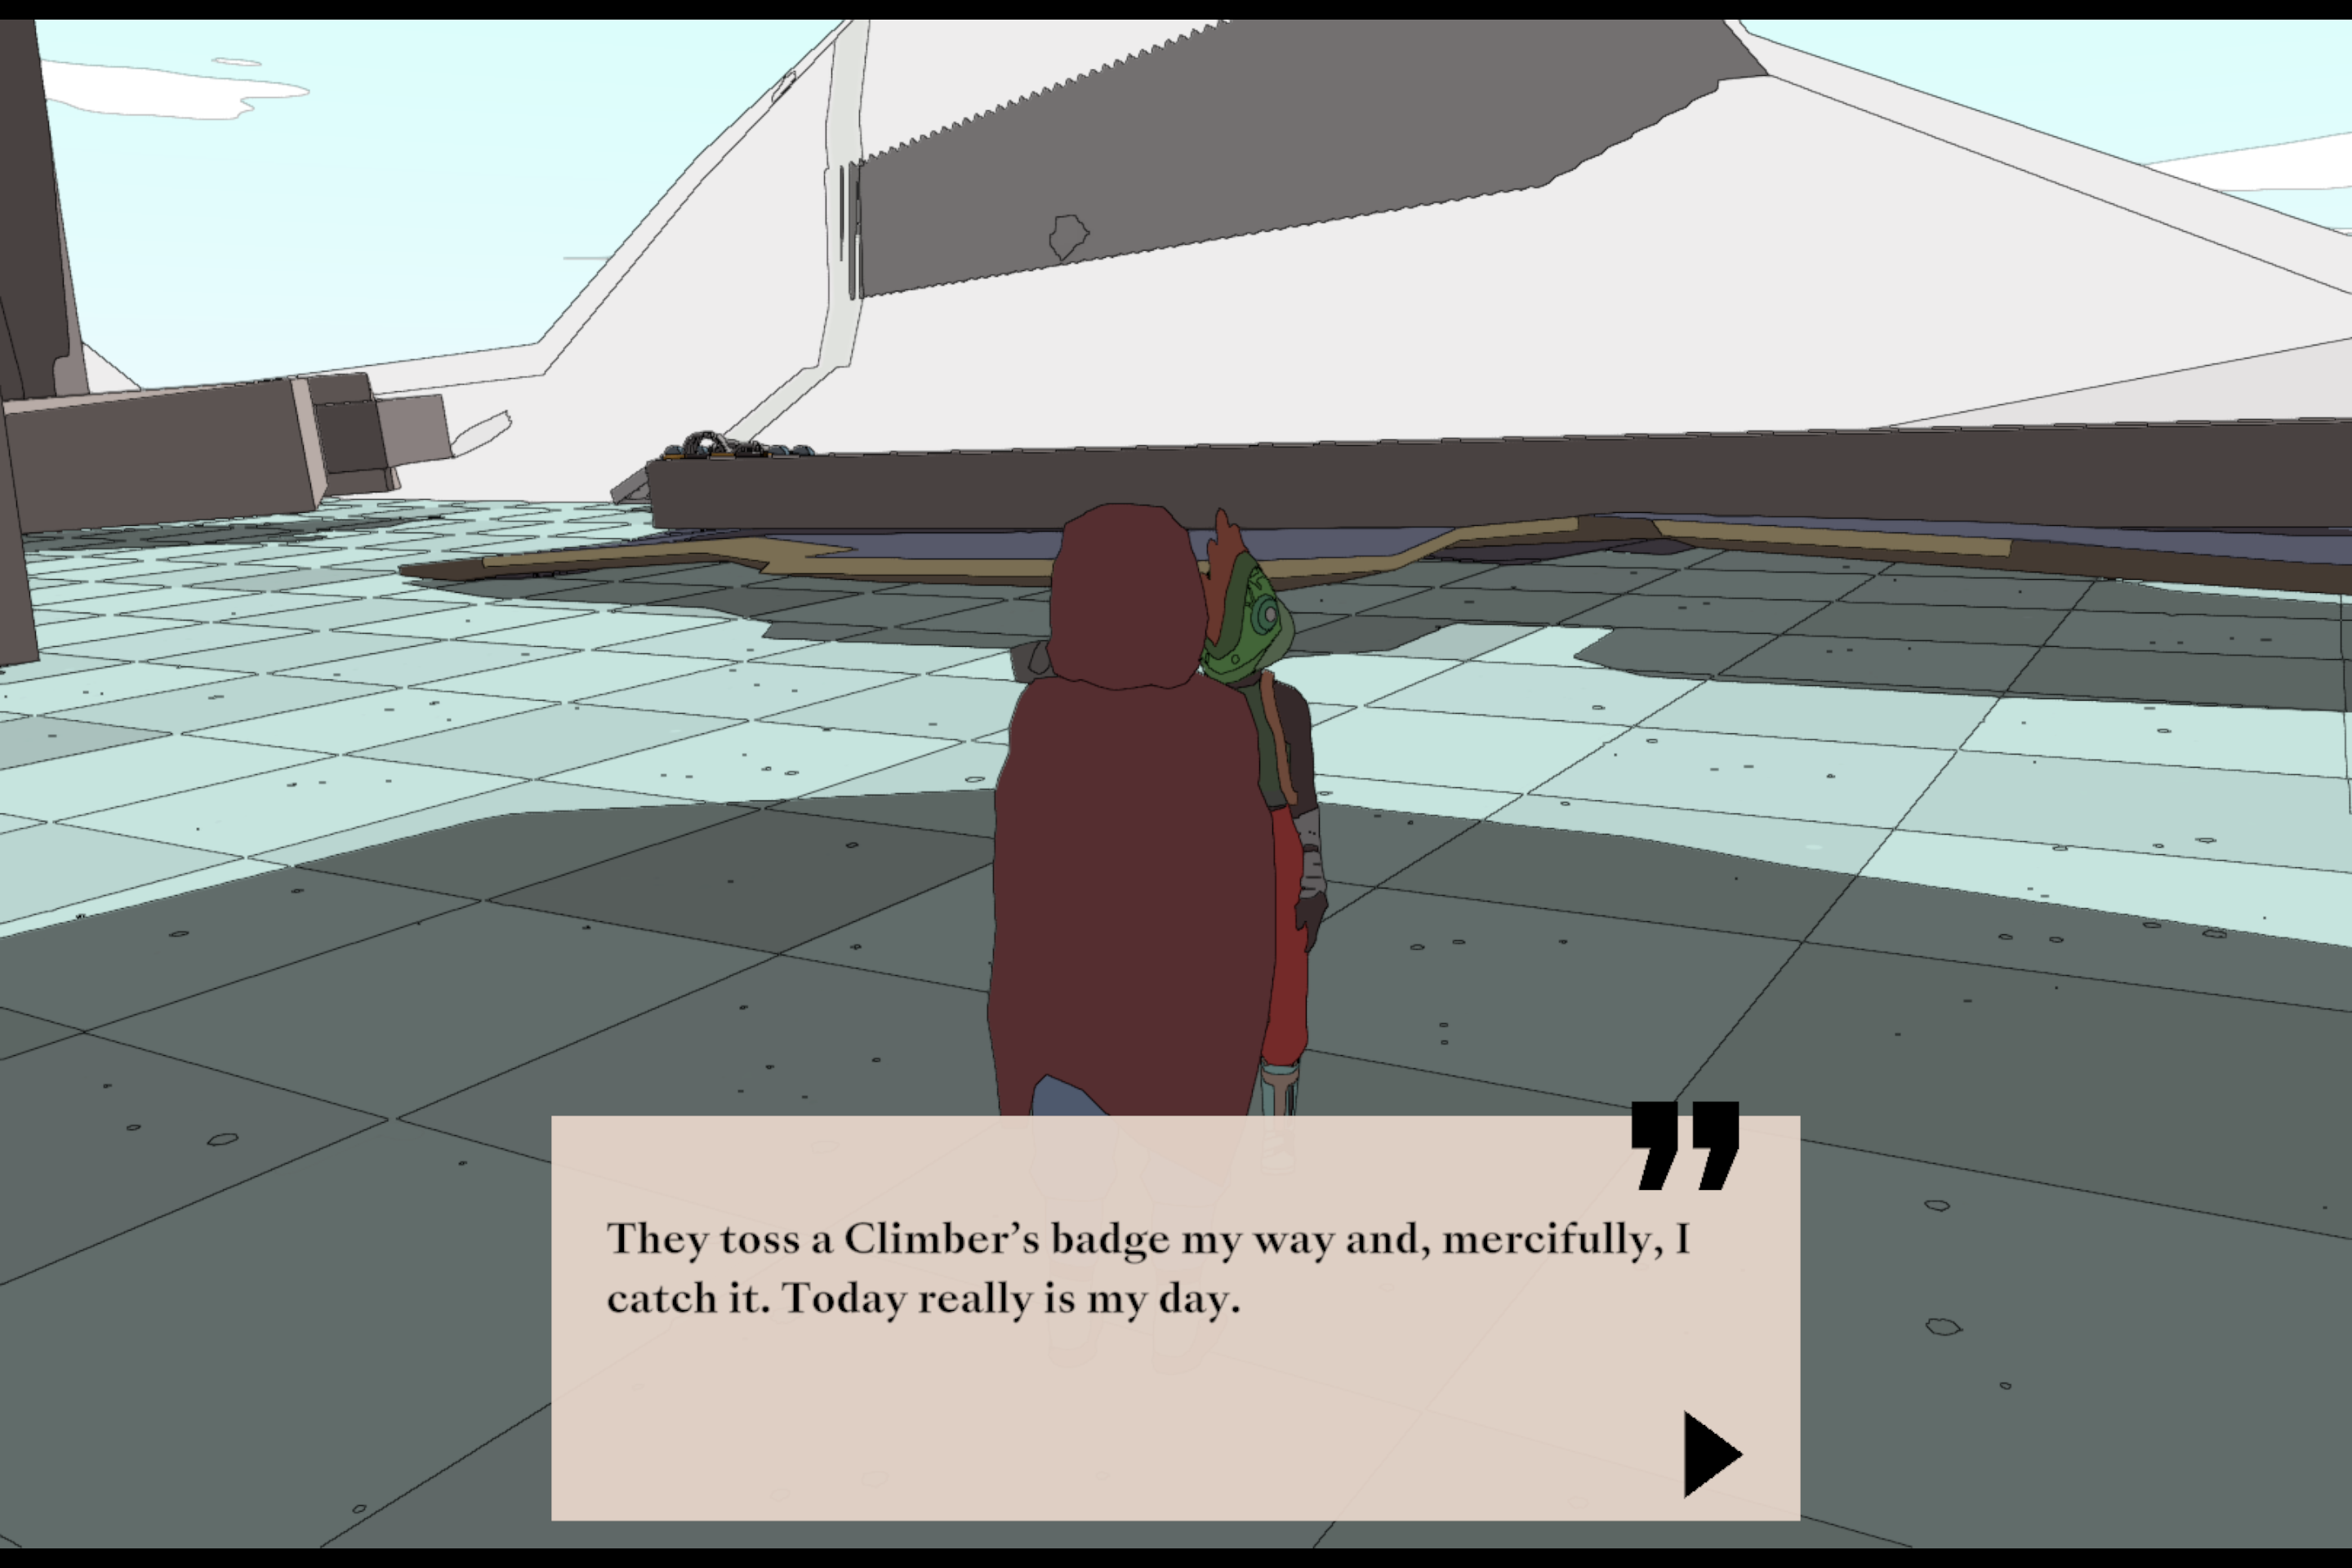 They toss a Climber’s badge my way and, mercifully, I
catch it. Today really is my day.